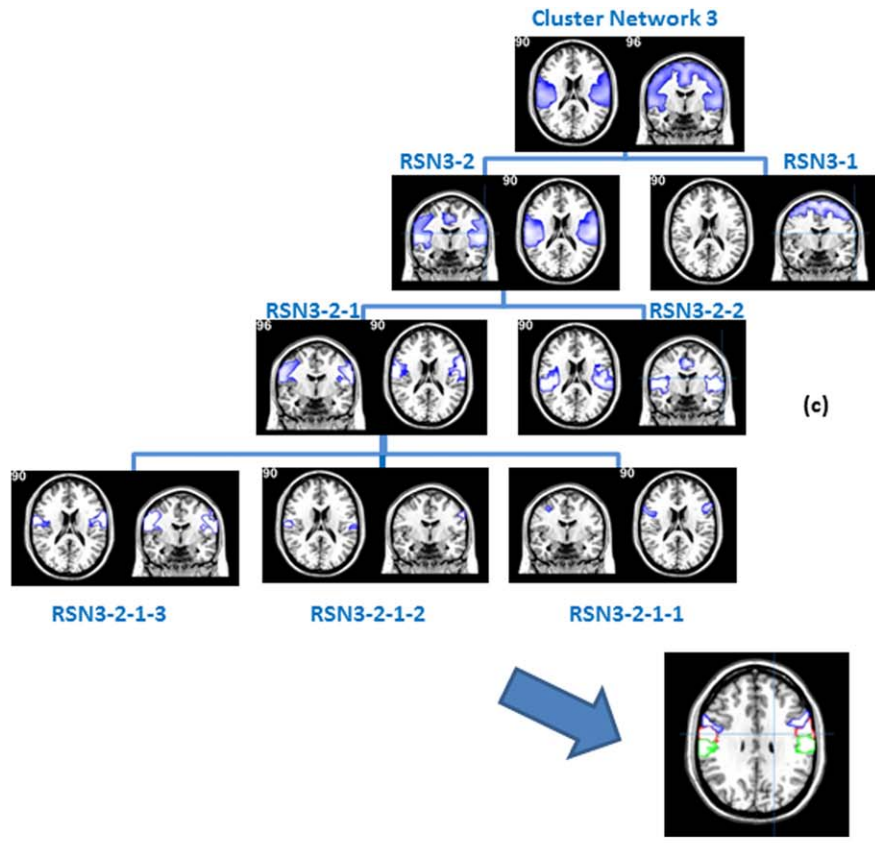 Cluster Network 3
90 96
RSN3-2 RSN3-1
90 90
RSN3-2-1 RSN3-2-2
96 90 90
(c)
90 90 90
RSN3-2-1-3 RSN3-2-1-2 RSN3-2-1-1